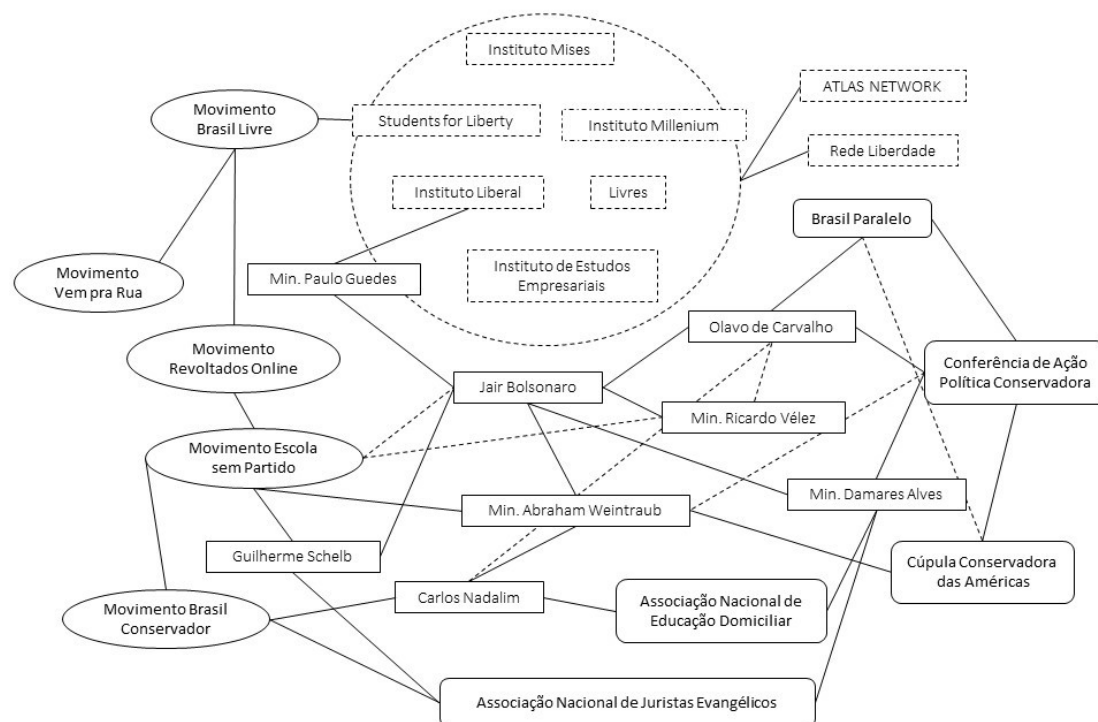 Instituto Mises
ATLAS NETWORK
Movimento
Brasil Livre
Students for Liberty
Instituto Millenium
Rede Liberdade
Instituto Liberal
Livres
Brasil Paralelo
Movimento
Vem pra Rua
Min. Paulo Guedes
Instituto de Estudos
Empresariais
Olavo de Carvalho
Movimento
Revoltados Online
Conferência de Ação
Política Conservadora
Jair Bolsonaro
Min. Ricardo Vélez
Movimento Escola
sem Partido
Min. Damares Alves
Min. Abraham Weintraub
Guilherme Schelb
Cúpula Conservadora
das Américas
Movimento Brasil
Conservador
Carlos Nadalim
Associação Nacional de
Educação Domiciliar
Associação Nacional de Juristas Evangélicos